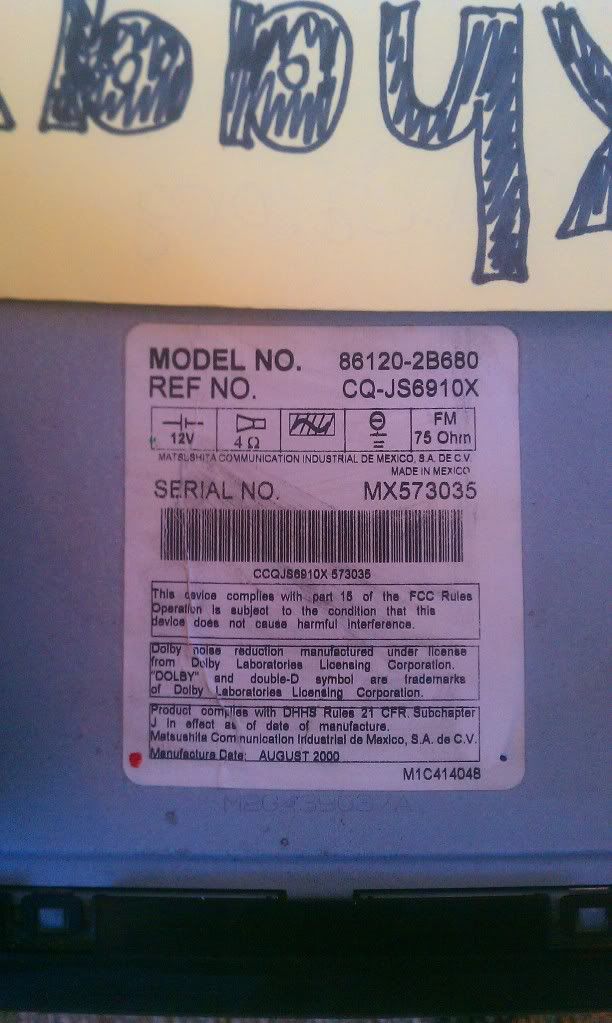 MODEL NO. 86120-2B680
REF NO. CQ-JS6910X
12V
4 Ω
FM
75 Ohm
MATSUSHITA COMMUNICATION INDUSTRIAL DE MEXICO, S.A. DE C.V.
MADE IN MEXICO
SERIAL NO. MX573035
CCQJS6910X 573035
This device complies with part 15 of the FCC Rules
Operation is subject to the condition that this
device does not cause harmful interference.
Dolby noise reduction manufactured under license
from Dolby Laboratories Licensing Corporation.
"DOLBY" and double-D symbol are trademarks
of Dolby Laboratories Licensing Corporation.
Product complies with DHHS Rules 21 CFR Subchapter
J in effect as of date of manufacture.
Matsushita Communication Industrial de Mexico, S.A. de C.V.
Manufacture Date: AUGUST 2000
M1C41404B